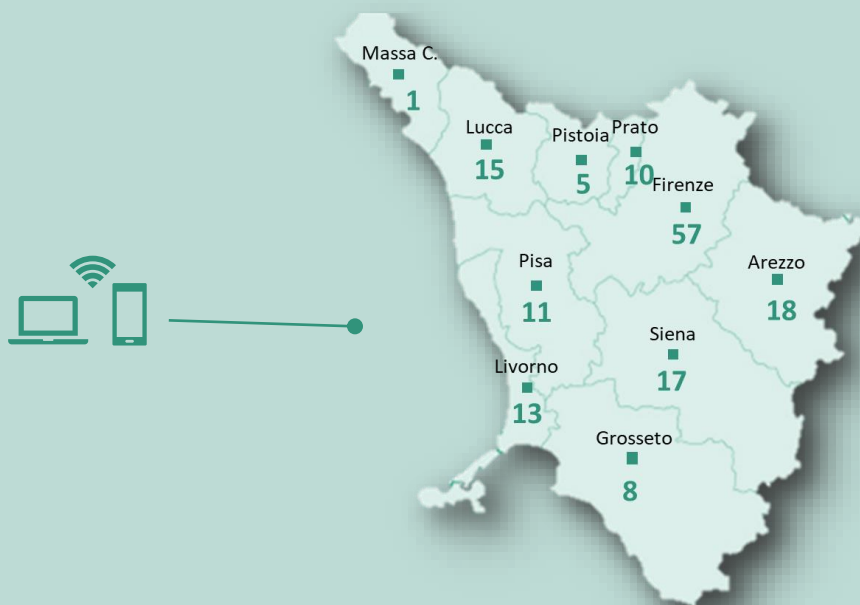 Massa C.
1
Lucca
15
Pistoia
5
Prato
10
Firenze
57
Pisa
11
Arezzo
18
Siena
17
Livorno
13
Grosseto
8